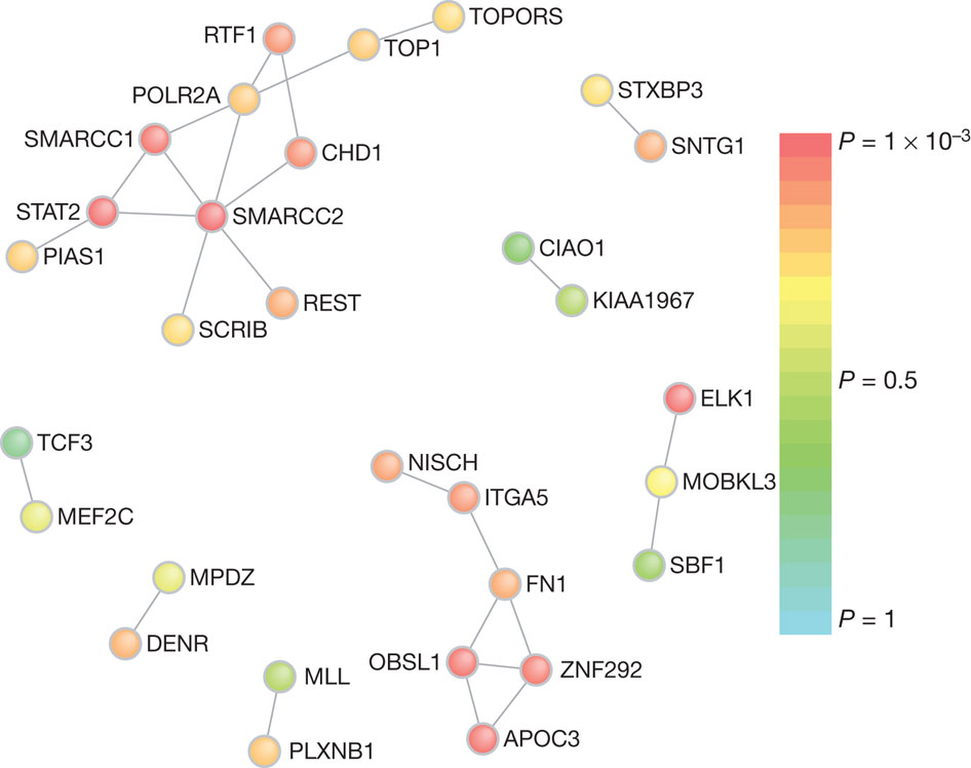 TOPORS
RTF1
TOP1
POLR2A
STXBP3
SMARCC1
P = 1 × 10⁻³
SNTG1
CHD1
STAT2
SMARCC2
PIAS1
CIAO1
KIAA1967
REST
SCRIB
P = 0.5
ELK1
TCF3
NISCH
MOBKL3
ITGA5
MEF2C
SBF1
MPDZ
FN1
P = 1
DENR
OBSL1
ZNF292
MLL
APOC3
PLXNB1